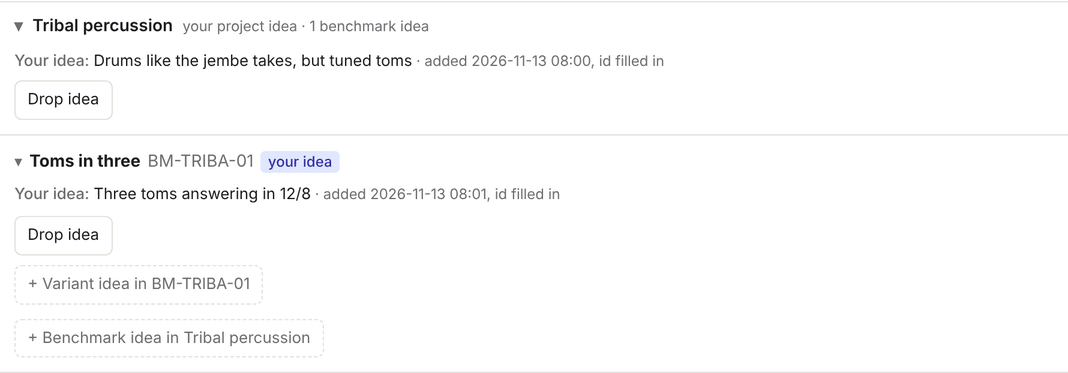 ▼ Tribal percussion your project idea · 1 benchmark idea
Your idea: Drums like the jembe takes, but tuned toms · added 2026-11-13 08:00, id filled in
Drop idea
▼ Toms in three BM-TRIBA-01 your idea
Your idea: Three toms answering in 12/8 · added 2026-11-13 08:01, id filled in
Drop idea
+ Variant idea in BM-TRIBA-01
+ Benchmark idea in Tribal percussion